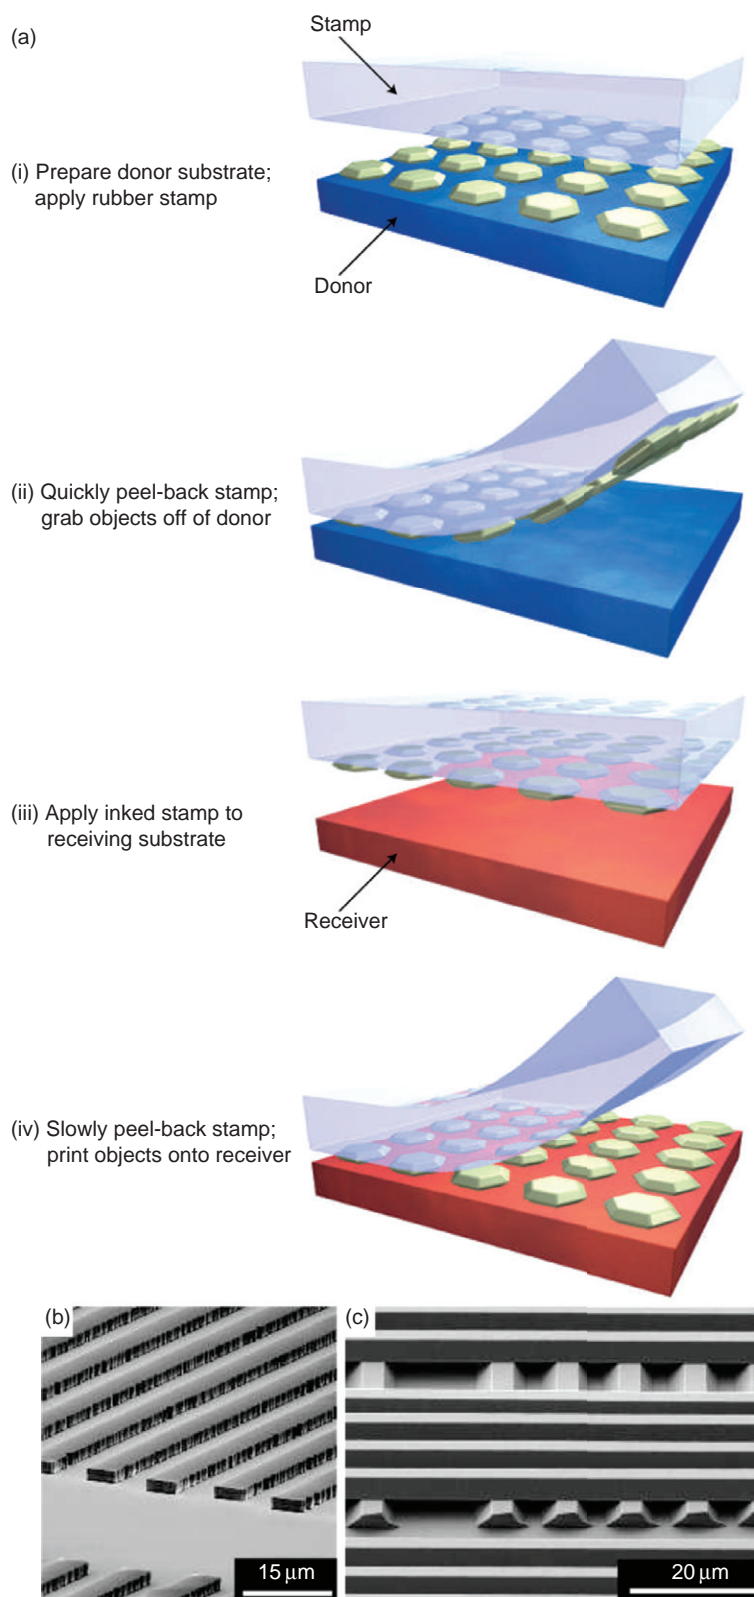 (a)
Stamp
(i) Prepare donor substrate;
apply rubber stamp
Donor
(ii) Quickly peel-back stamp;
grab objects off of donor
(iii) Apply inked stamp to
receiving substrate
Receiver
(iv) Slowly peel-back stamp;
print objects onto receiver
(b)
(c)
15 µm
20 µm